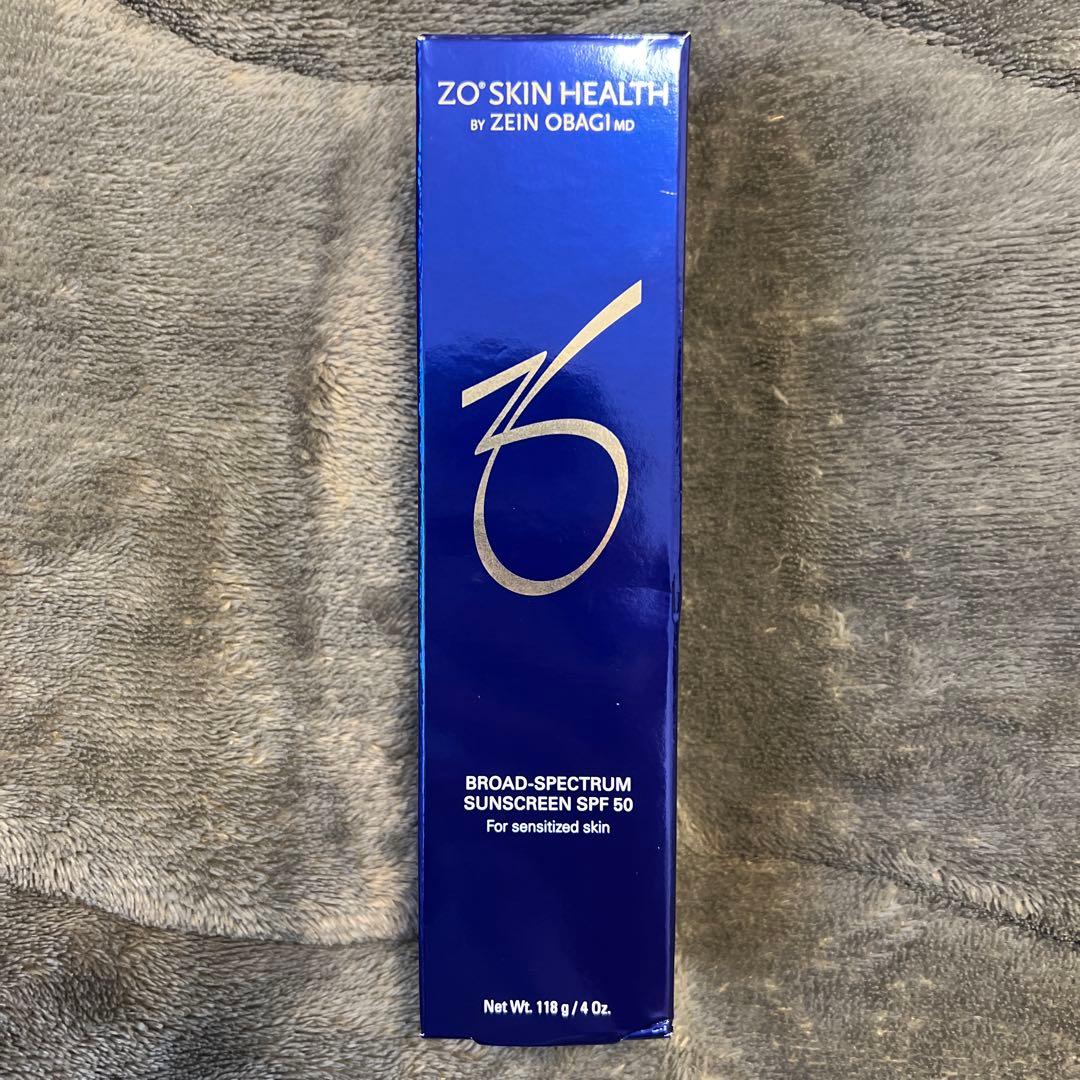 ZO® SKIN HEALTH
BY ZEIN OBAGI MD
ZO
BROAD-SPECTRUM
SUNSCREEN SPF 50
For sensitized skin
Net Wt. 118 g / 4 Oz.